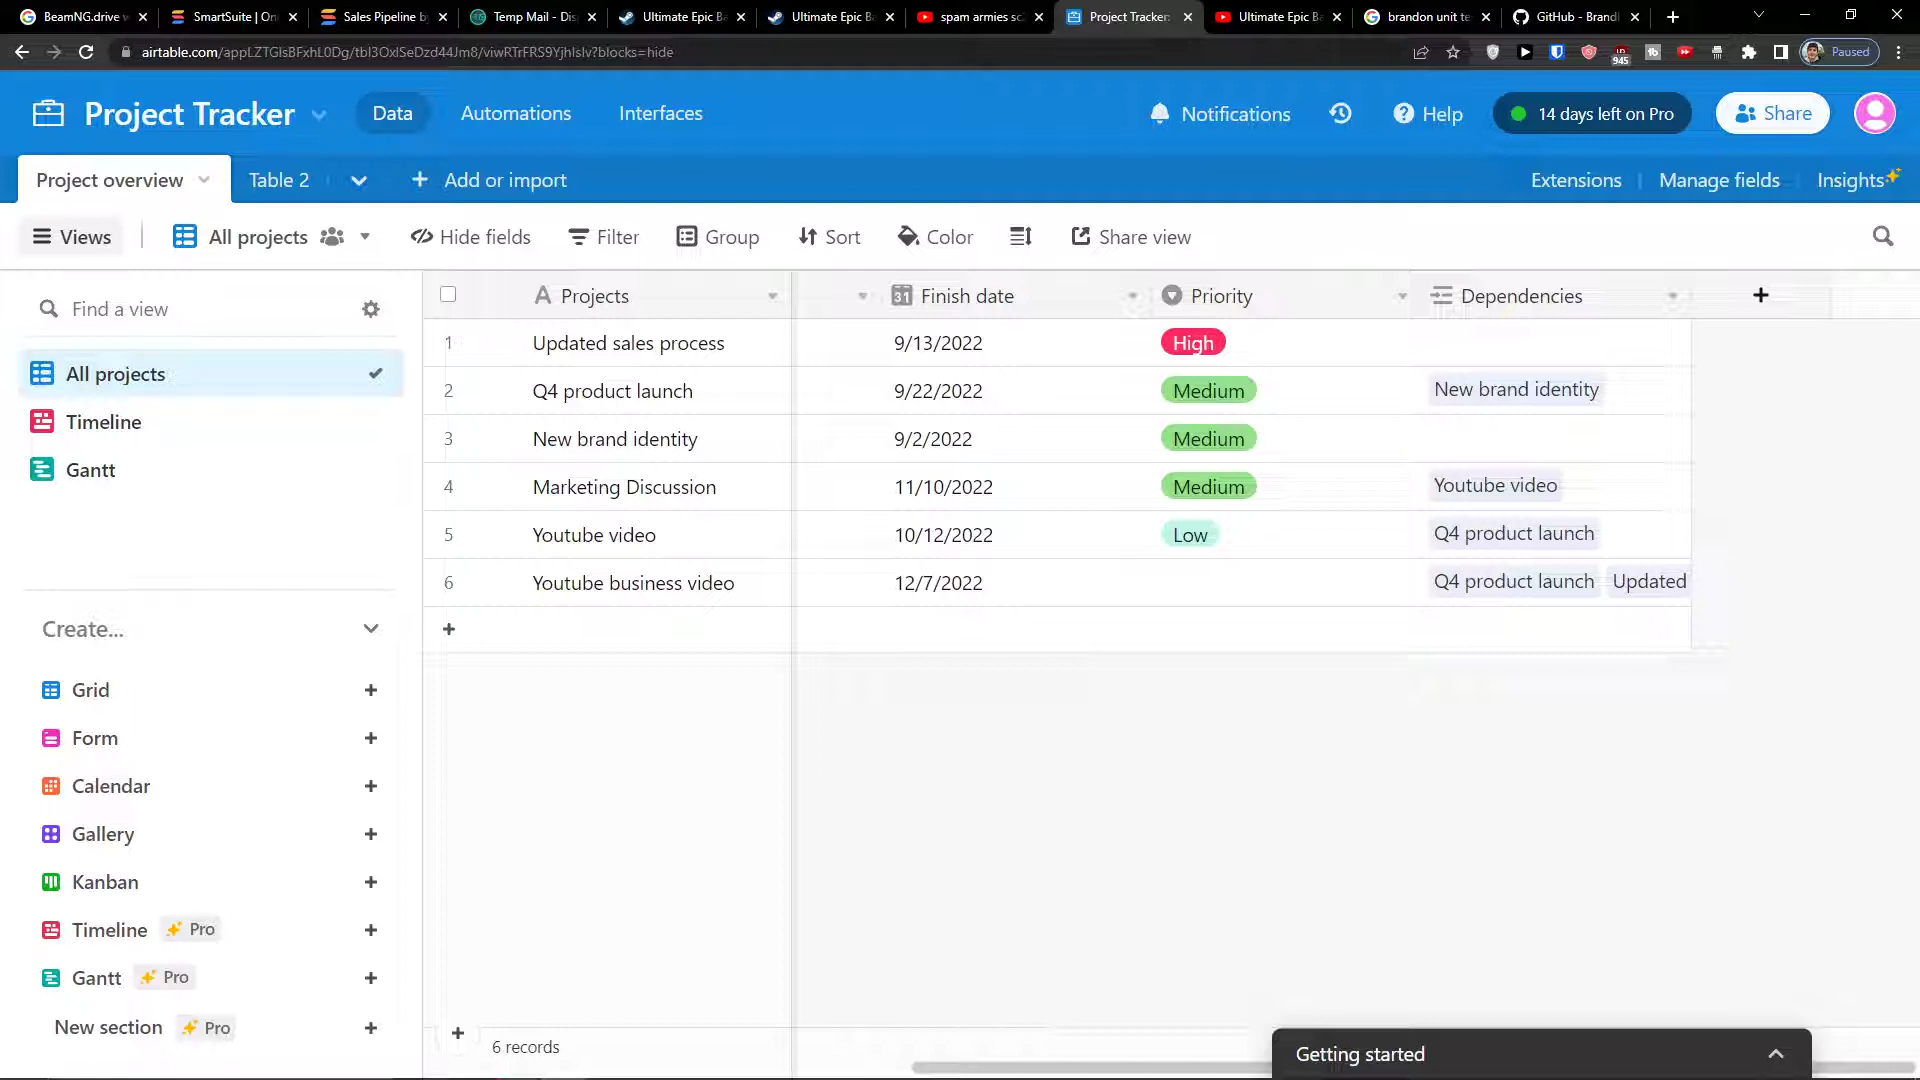 BeamNG.drive
SmartSuite | On
Sales Pipeline b
Temp Mail - Dis
Ultimate Epic Ba
Ultimate Epic Ba
spam armies sc2
Project Tracker:
Ultimate Epic Ba
brandon unit te
GitHub - Brandl
airtable.com/appLZTGlsBFxhL0Dg/tbl3OxlSeDzd44Jm8/viwRTrFRS9Yjhlslv?blocks=hide
945
Paused
Project Tracker
Data
Automations
Interfaces
Notifications
Help
14 days left on Pro
Share
Project overview
Table 2
Add or import
Extensions
Manage fields
Insights
Views
All projects
Hide fields
Filter
Group
Sort
Color
Share view
Find a view
All projects
Timeline
Gantt
Create...
Grid
Form
Calendar
Gallery
Kanban
Timeline Pro
Gantt Pro
New section Pro
Projects 31 Finish date Priority Dependencies
1 Updated sales process 9/13/2022 High
2 Q4 product launch 9/22/2022 Medium New brand identity
3 New brand identity 9/2/2022 Medium
4 Marketing Discussion 11/10/2022 Medium Youtube video
5 Youtube video 10/12/2022 Low Q4 product launch
6 Youtube business video 12/7/2022 Q4 product launch Updated
6 records
Getting started